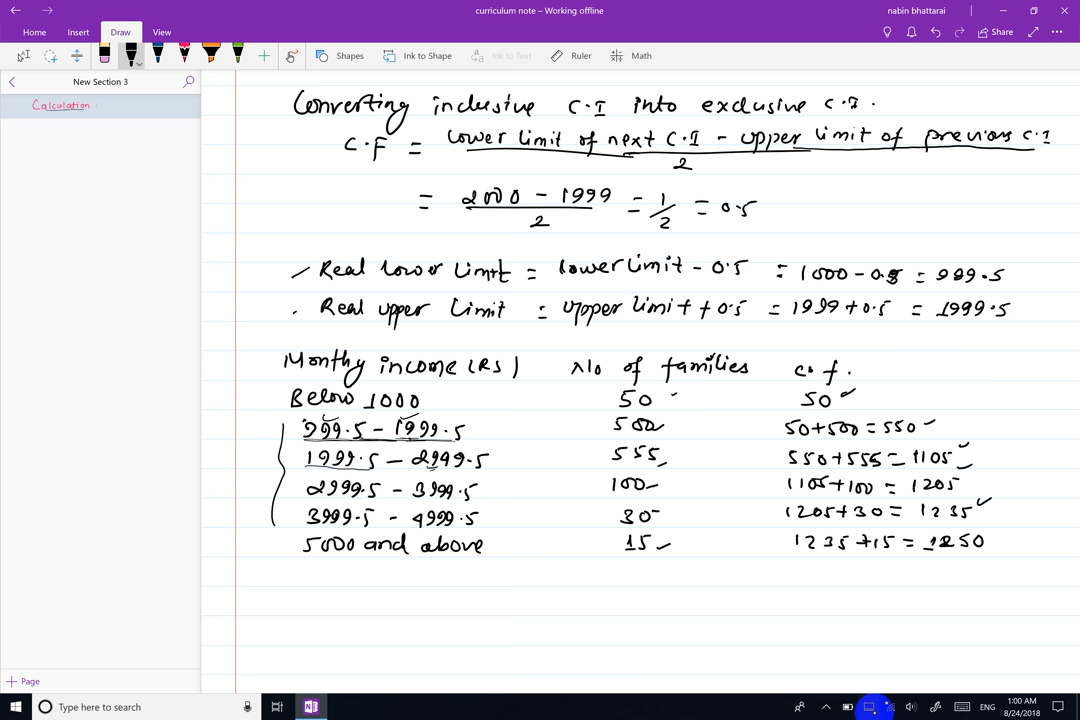 curriculum note – Working offline
nabin bhattarai
Home Insert Draw View
Share
Shapes Ink to Shape Ink to Text Ruler Math
New Section 3
Calculation
Converting inclusive C.I into exclusive C.I.
C.F = lower limit of next C.I - upper limit of previous C.I
2
= 2000 - 1999 = 1/2 = 0.5
2
Real lower limit = lower limit - 0.5 = 1000 - 0.5 = 999.5
Real upper limit = upper limit + 0.5 = 1999 + 0.5 = 1999.5
Monthy income (RS) No of families c.f.
Below 1000 50 50
999.5 - 1999.5 500 50+500 = 550
1999.5 - 2999.5 555 550+555 = 1105
2999.5 - 3999.5 100 1105+100 = 1205
3999.5 - 4999.5 30 1205+30 = 1235
5000 and above 15 1235+15 = 1250
+ Page
Type here to search
ENG
1:00 AM
8/24/2018